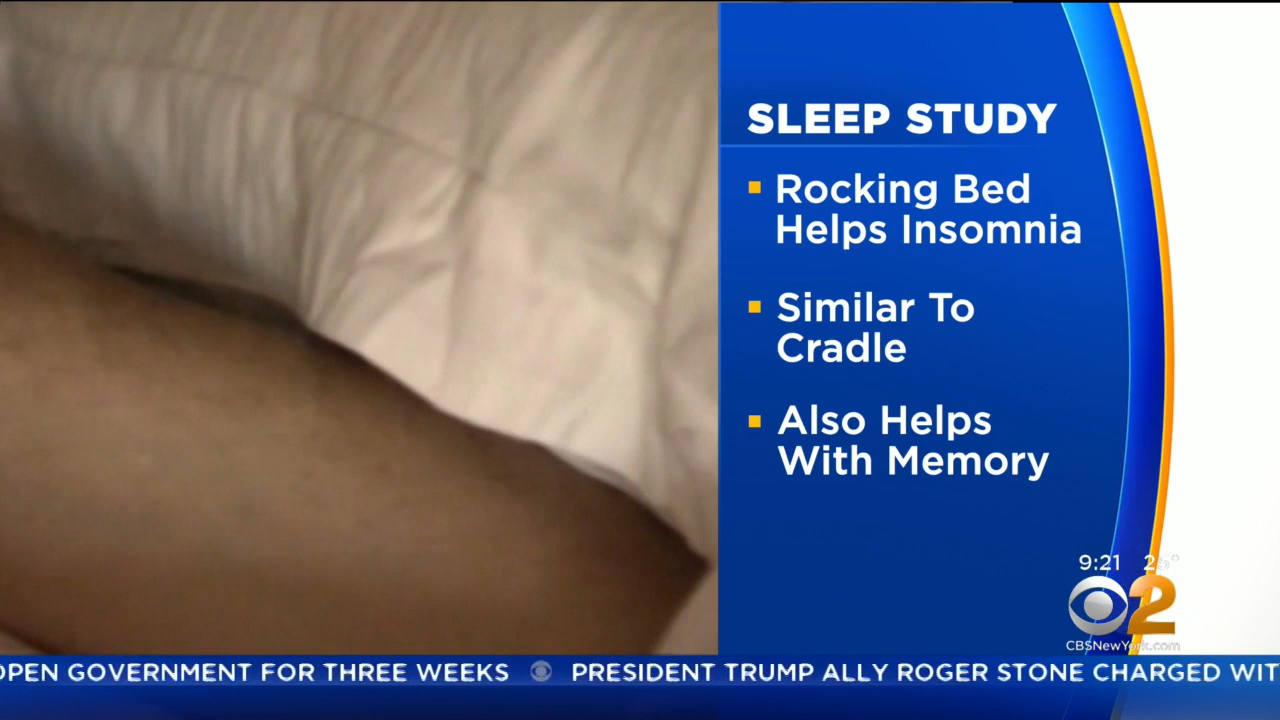 SLEEP STUDY
Rocking Bed
Helps Insomnia
Similar To
Cradle
Also Helps
With Memory
9:21
2
CBSNewYork.com
OPEN GOVERNMENT FOR THREE WEEKS PRESIDENT TRUMP ALLY ROGER STONE CHARGED WIT